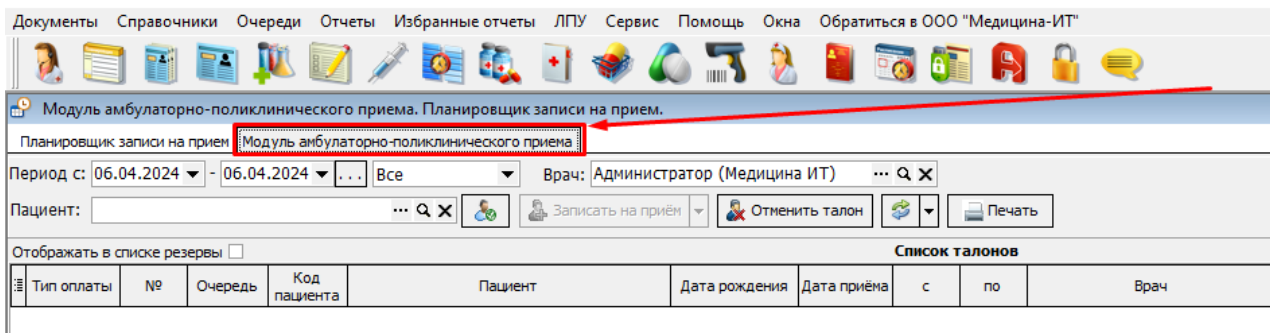 Документы Справочники Очереди Отчеты Избранные отчеты ЛПУ Сервис Помощь Окна Обратиться в ООО "Медицина-ИТ"
Модуль амбулаторно-поликлинического приема. Планировщик записи на прием.
Планировщик записи на прием Модуль амбулаторно-поликлинического приема
Период с: 06.04.2024 - 06.04.2024 ... Все Врач: Администратор (Медицина ИТ) ...
Пациент: ... Записать на приём Отменить талон Печать
Отображать в списке резервы Список талонов
Тип оплаты № Очередь Код пациента Пациент Дата рождения Дата приёма с по Врач